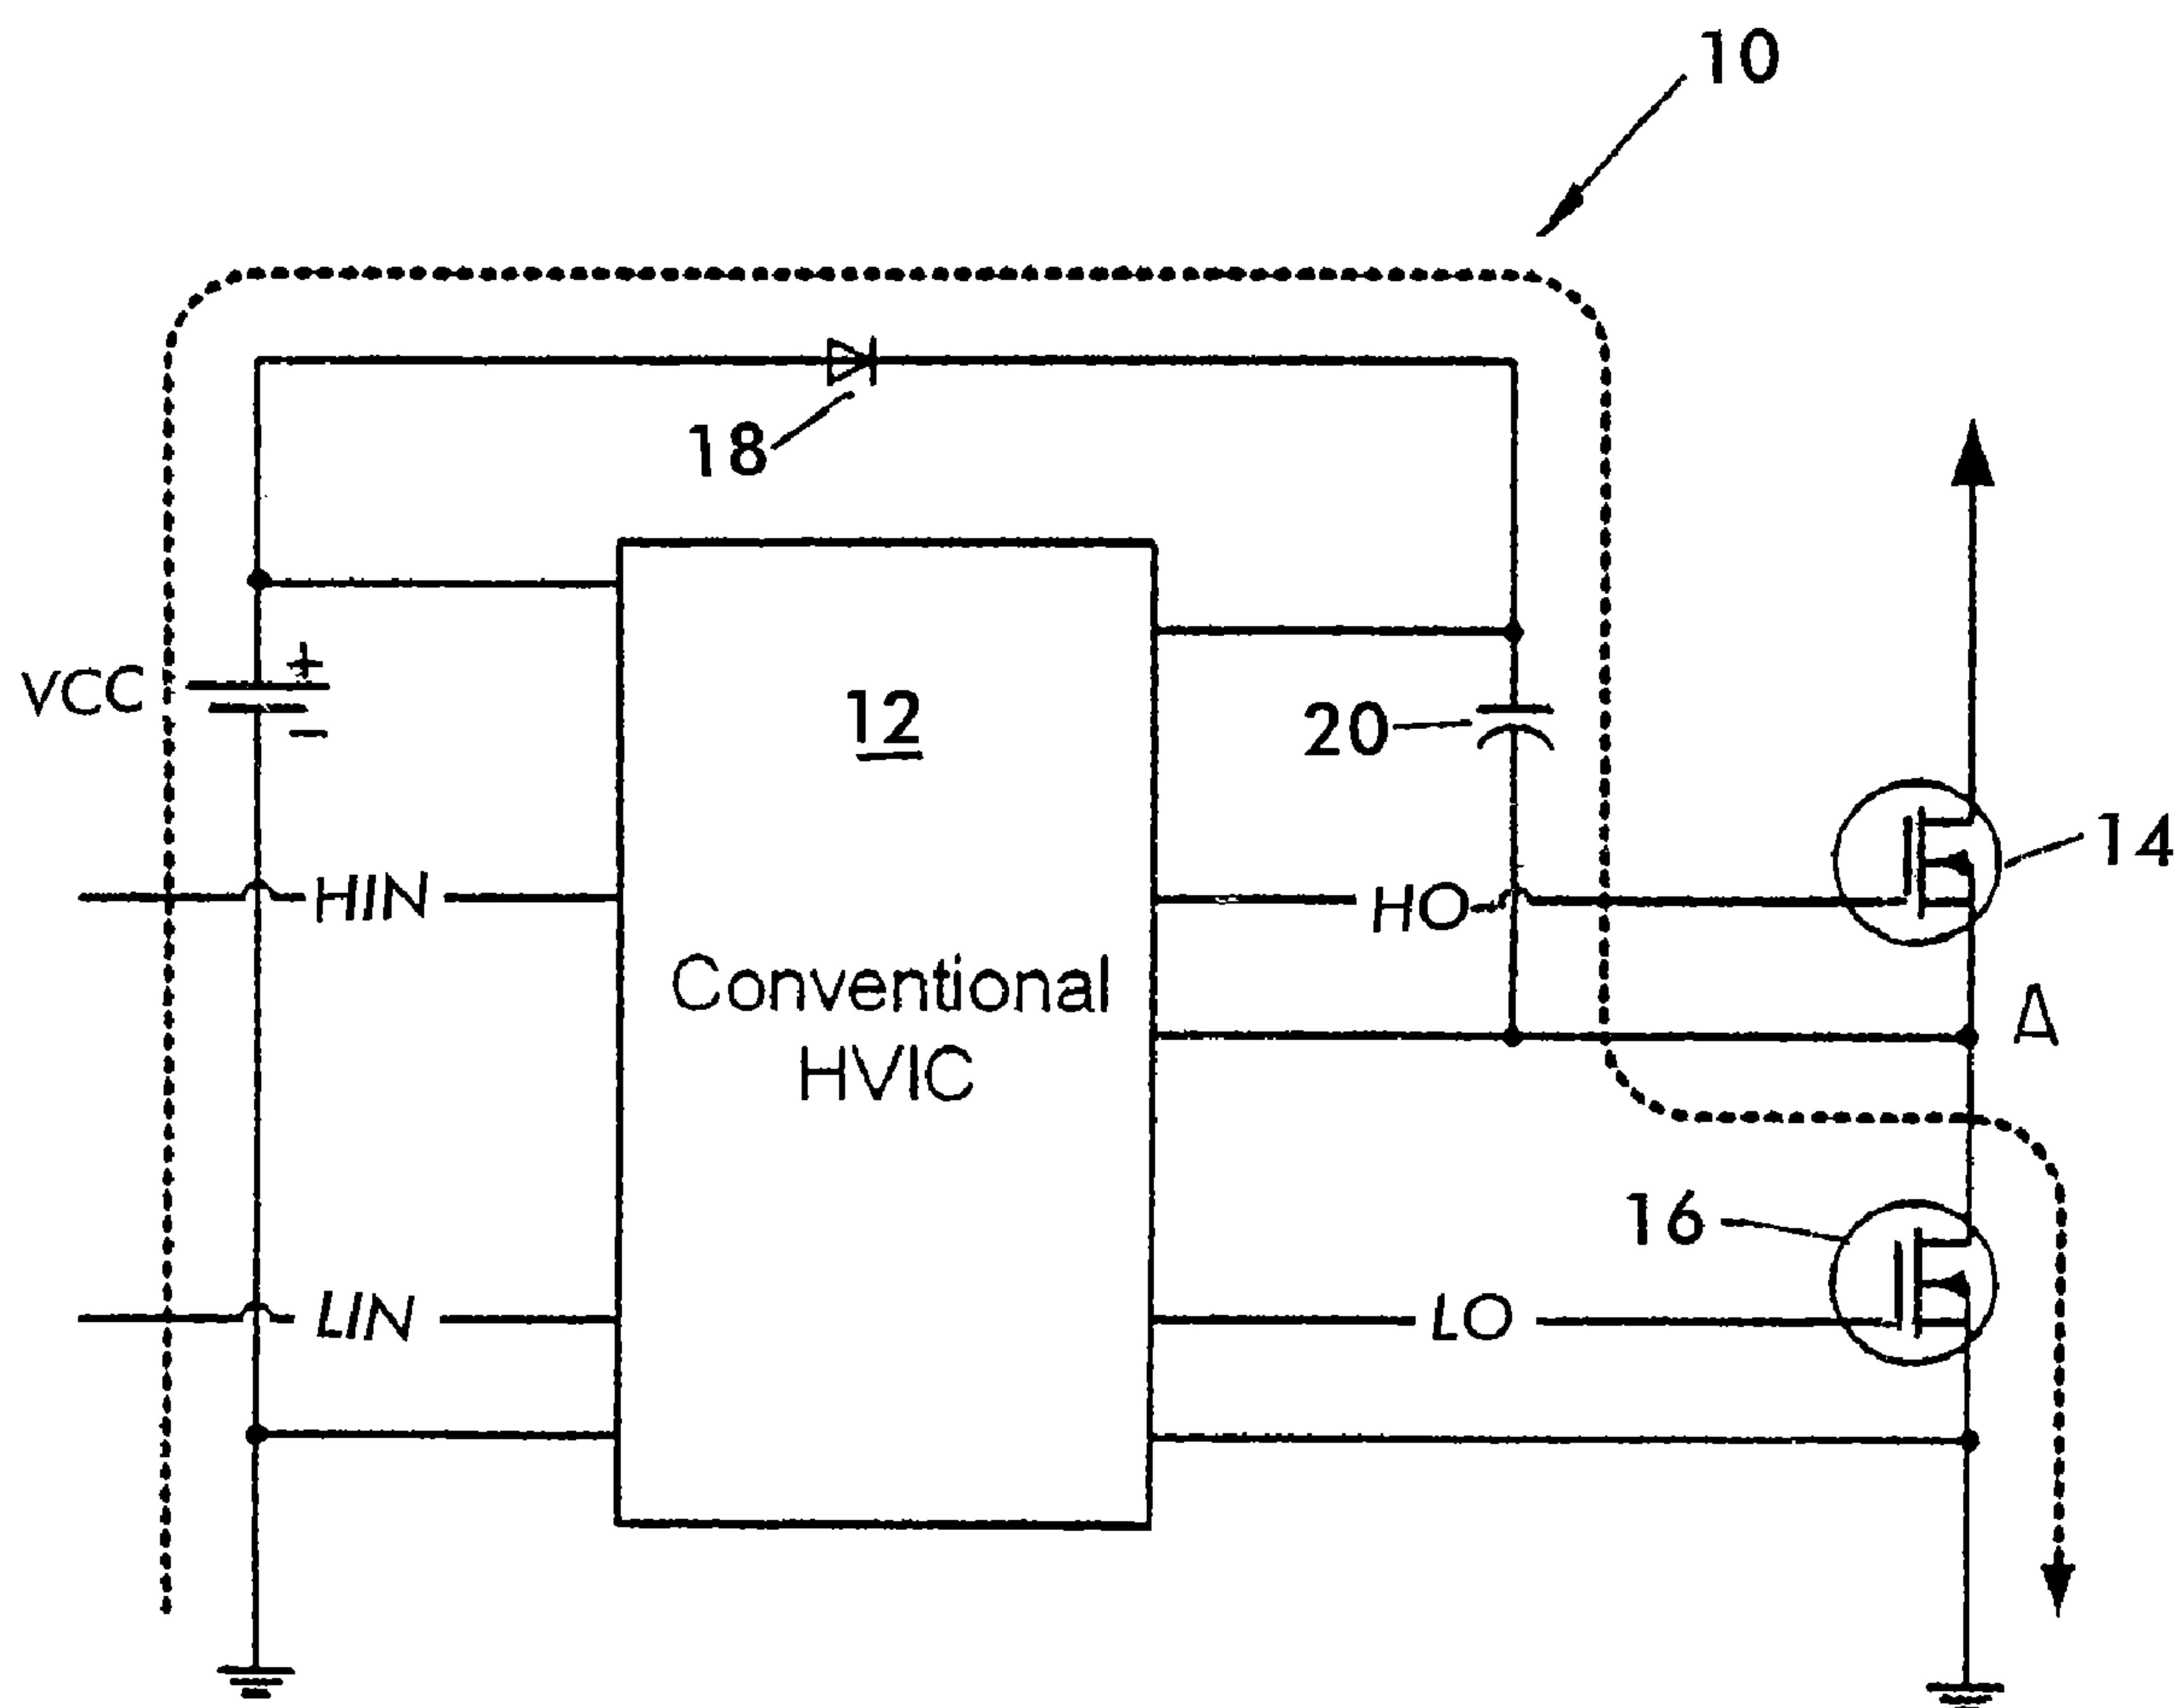 10
18
VCC
+
−
12
20
14
HIN
HO
Conventional
HVIC
A
16
LIN
LO